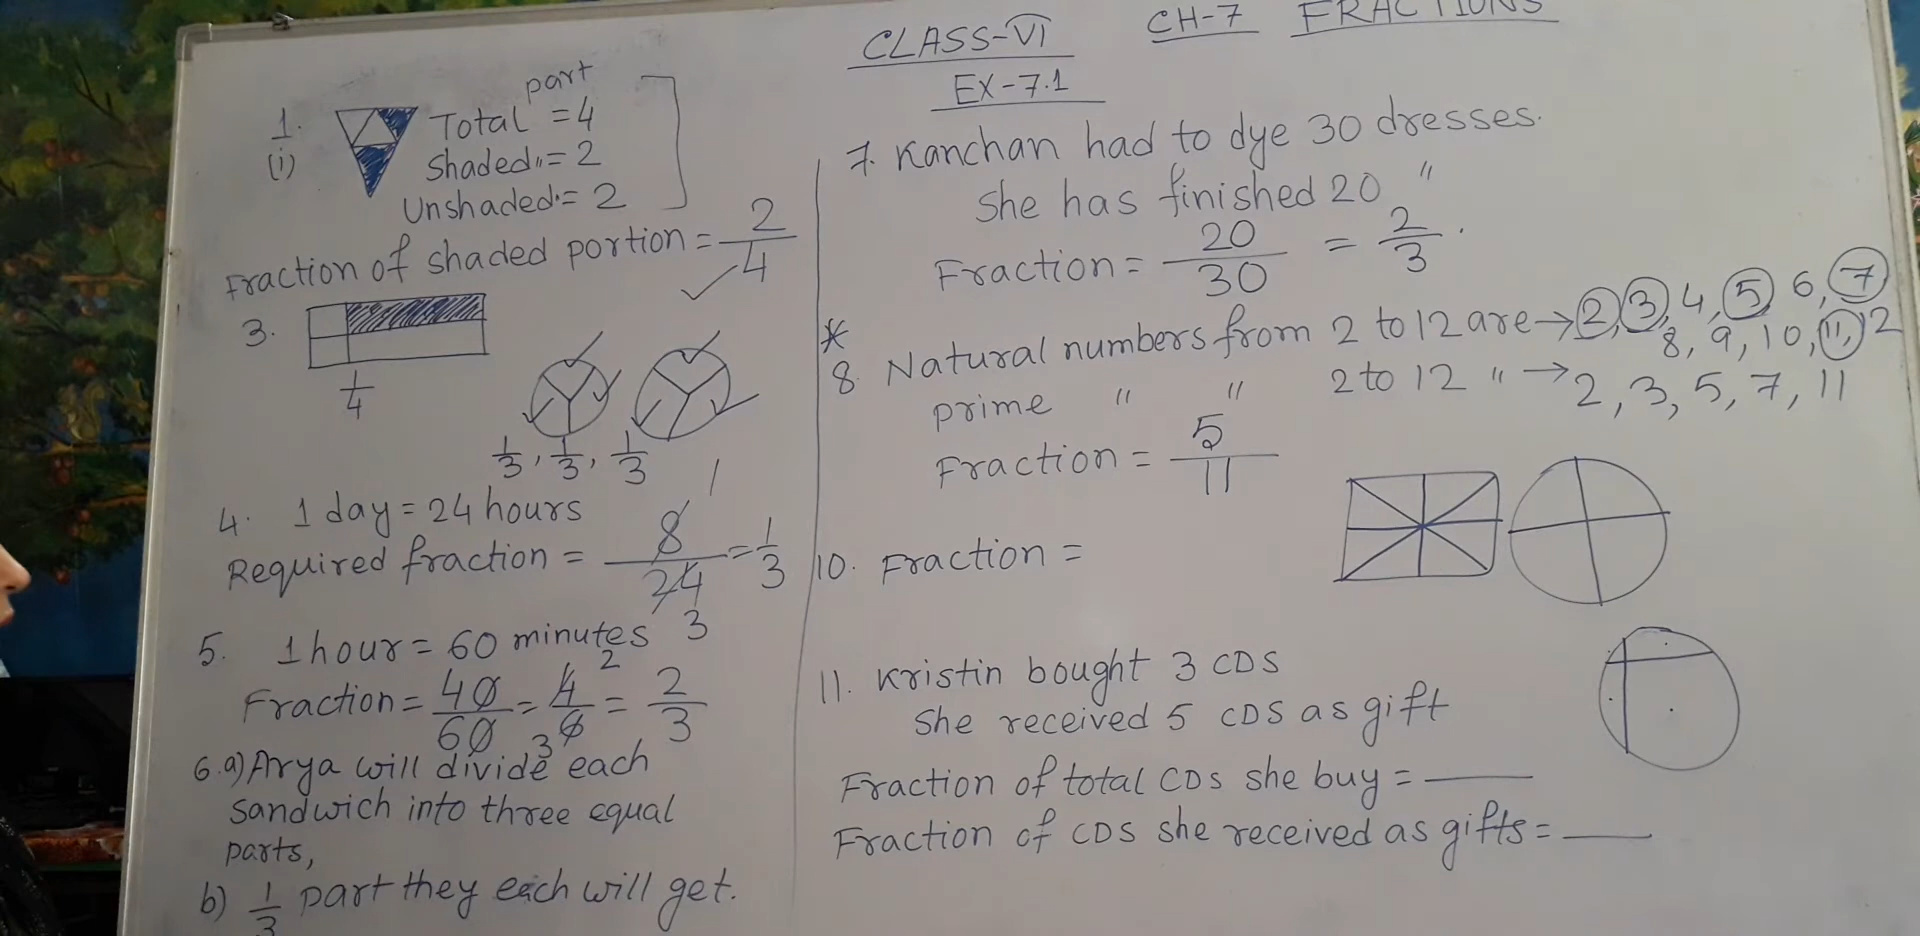 CLASS-VI CH-7 FRACTIONS
EX-7.1
1. part
(i) Total =4
Shaded〃=2
Unshaded〃=2
Fraction of shaded portion = 2/4
3.
1/4
1/3, 1/3, 1/3
4. 1 day = 24 hours
Required fraction = 8/24 = 1/3
1
3
5. 1 hour = 60 minutes
Fraction = 40/60 = 4/6 = 2/3
2
3
6.a) Arya will divide each
sandwich into three equal
parts,
b) 1/3 part they each will get.
7. Kanchan had to dye 30 dresses.
She has finished 20 〃
Fraction = 20/30 = 2/3.
*
8. Natural numbers from 2 to 12 are → 2, 3, 4, 5, 6, 7
8, 9, 10, 11, 12
prime 〃 〃 2 to 12 〃 → 2, 3, 5, 7, 11
Fraction = 5/11
10. Fraction =
11. Kristin bought 3 CDS
She received 5 CDS as gift
Fraction of total CDS she buy = ___
Fraction of CDS she received as gifts = ___